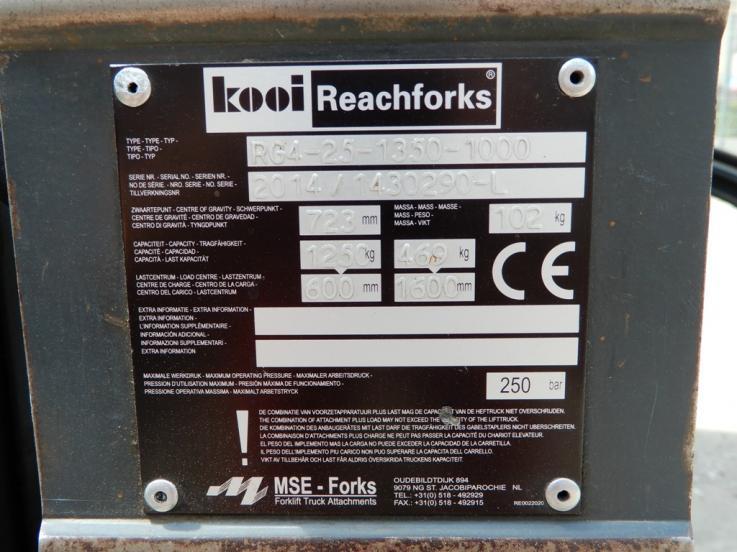 kooi Reachforks®
TYPE - TYPE - TYP -
TYPE - TIPO -
TIPO - TYP
RG4-25-1350-1000
SERIE NR. - SERIAL NO. - SERIEN NR. -
NO DE SÉRIE. - NRO. SERIE - NO. SERIE -
TILLVERKNINGSNR
2014/1430290-L
ZWAARTEPUNT - CENTRE OF GRAVITY - SCHWERPUNKT -
CENTRE DE GRAVITÉ - CENTRO DE GRAVEDAD -
CENTRO DI GRAVITÀ - TYNGDPUNKT
723 mm
MASSA - MASS - MASSE -
MASS - PESO -
MASSA - VIKT
102 kg
CAPACITEIT - CAPACITY - TRAGFÄHIGKEIT -
CAPACITÉ - CAPACIDAD -
CAPACITÀ - LAST KAPACITÄT
1250 kg 469 kg
LASTCENTRUM - LOAD CENTRE - LASTZENTRUM -
CENTRE DE CHARGE - CENTRO DE LA CARGA -
CENTRO DEL CARICO - LASTCENTRUM
600 mm 1600 mm
CE
EXTRA INFORMATIE - EXTRA INFORMATION -
EXTRA INFORMATION -
L'INFORMATION SUPPLÉMENTAIRE -
INFORMACIÓN ADICIONAL -
INFORMAZIONI SUPPLEMENTARI -
EXTRA INFORMATION
MAXIMALE WERKDRUK - MAXIMUM OPERATING PRESSURE - MAXIMALER ARBEITSDRUCK -
PRESSION D'UTILISATION MAXIMUM - PRESIÓN MÁXIMA DE FUNCIONAMIENTO -
PRESSIONE OPERATIVA MASSIMA - MAXIMALT ARBETSTRYCK
250 bar
!
DE COMBINATIE VAN VOORZETAPPARATUUR PLUS LAST MAG DE CAPACITEIT VAN DE HEFTRUCK NIET OVERSCHRIJDEN.
THE COMBINATION OF ATTACHMENT PLUS LOAD MAY NOT EXCEED THE CAPACITY OF THE LIFTTRUCK.
DIE KOMBINATION DES ANBAUGERÄTES MIT LAST DARF DIE TRAGFÄHIGKEIT DES GABELSTAPLERS NICHT UBERSCHREITEN.
LA COMBINAISON D'ATTACHMENTS PLUS CHARGE NE PEUT PAS PASSER LA CAPACITÉ DU CHARIOT ÉLEVATEUR.
EL PESO DEL IMPLEMENTO MAS LA CARGA NO PUEDE EXCEDER LA CAPACIDAD DE LA CARRETILLA.
IL PESO DELL'IMPLEMENTO PIU CARICO NON PUO SUPERARE LA CAPACITA DELL CARRELLO.
VIKT AV TILLBEHÖR OCH LAST FÅR ALDRIG ÖVERSKRIDA TRUCKENS KAPACITET.
MSE - Forks
Forklift Truck Attachments
OUDEBILDTDIJK 894
9079 NG ST. JACOBIPAROCHIE NL
TEL.: +31(0) 518 - 492929
FAX.: +31(0) 518 - 492915
RE0022020